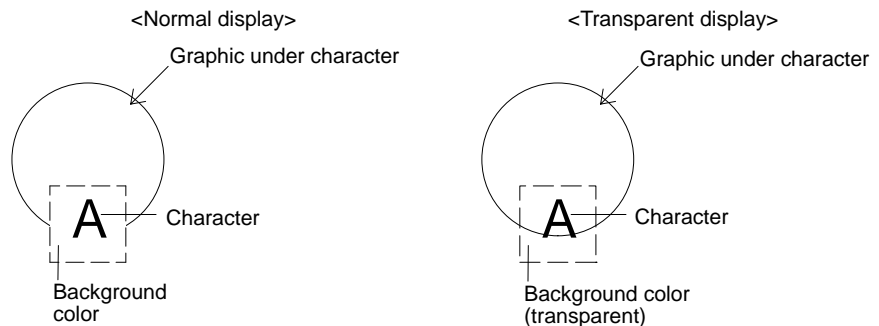 <Normal display>
Graphic under character
A
Character
Background
color
<Transparent display>
Graphic under character
A
Character
Background color
(transparent)